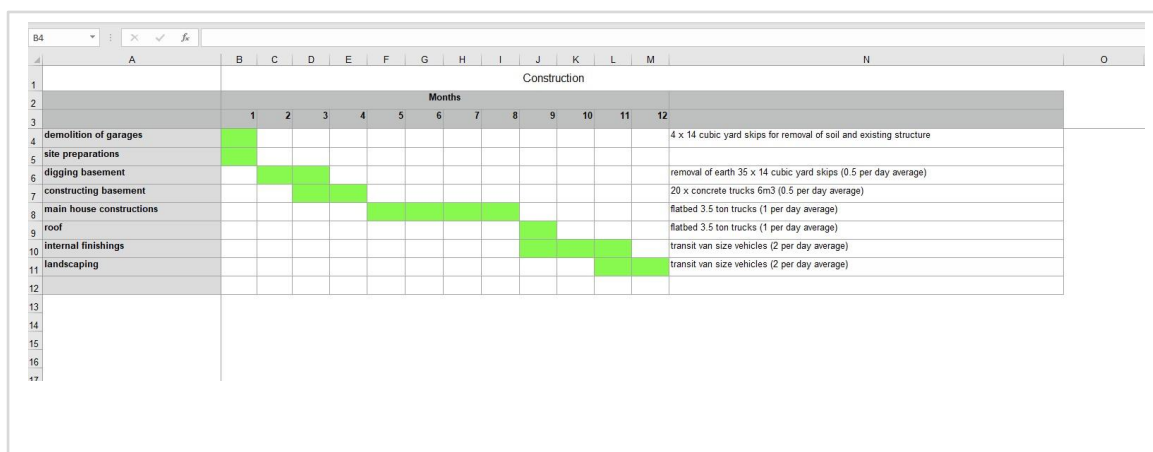 B4 fx
A B C D E F G H I J K L M N O
1 Construction
2 Months
3 1 2 3 4 5 6 7 8 9 10 11 12
4 demolition of garages 4 x 14 cubic yard skips for removal of soil and existing structure
5 site preparations
6 digging basement removal of earth 35 x 14 cubic yard skips (0.5 per day average)
7 constructing basement 20 x concrete trucks 6m3 (0.5 per day average)
8 main house constructions flatbed 3.5 ton trucks (1 per day average)
9 roof flatbed 3.5 ton trucks (1 per day average)
10 internal finishings transit van size vehicles (2 per day average)
11 landscaping transit van size vehicles (2 per day average)
12
13
14
15
16
17